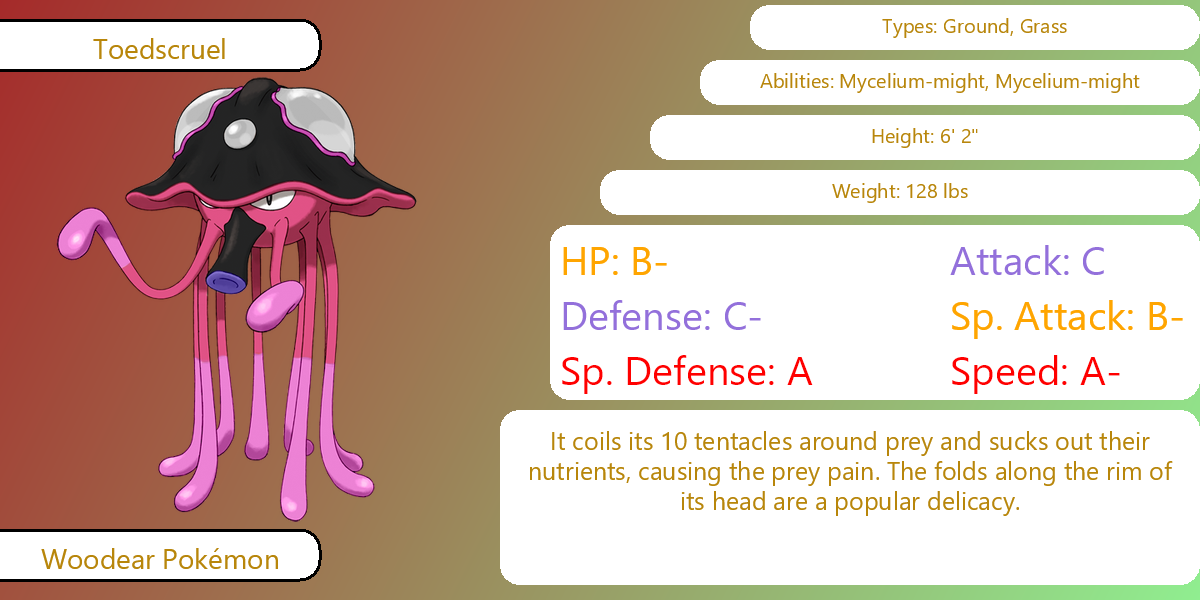 Toedscruel
Types: Ground, Grass
Abilities: Mycelium-might, Mycelium-might
Height: 6' 2"
Weight: 128 lbs
HP: B-
Attack: C
Defense: C-
Sp. Attack: B-
Sp. Defense: A
Speed: A-
It coils its 10 tentacles around prey and sucks out their
nutrients, causing the prey pain. The folds along the rim of
its head are a popular delicacy.
Woodear Pokémon